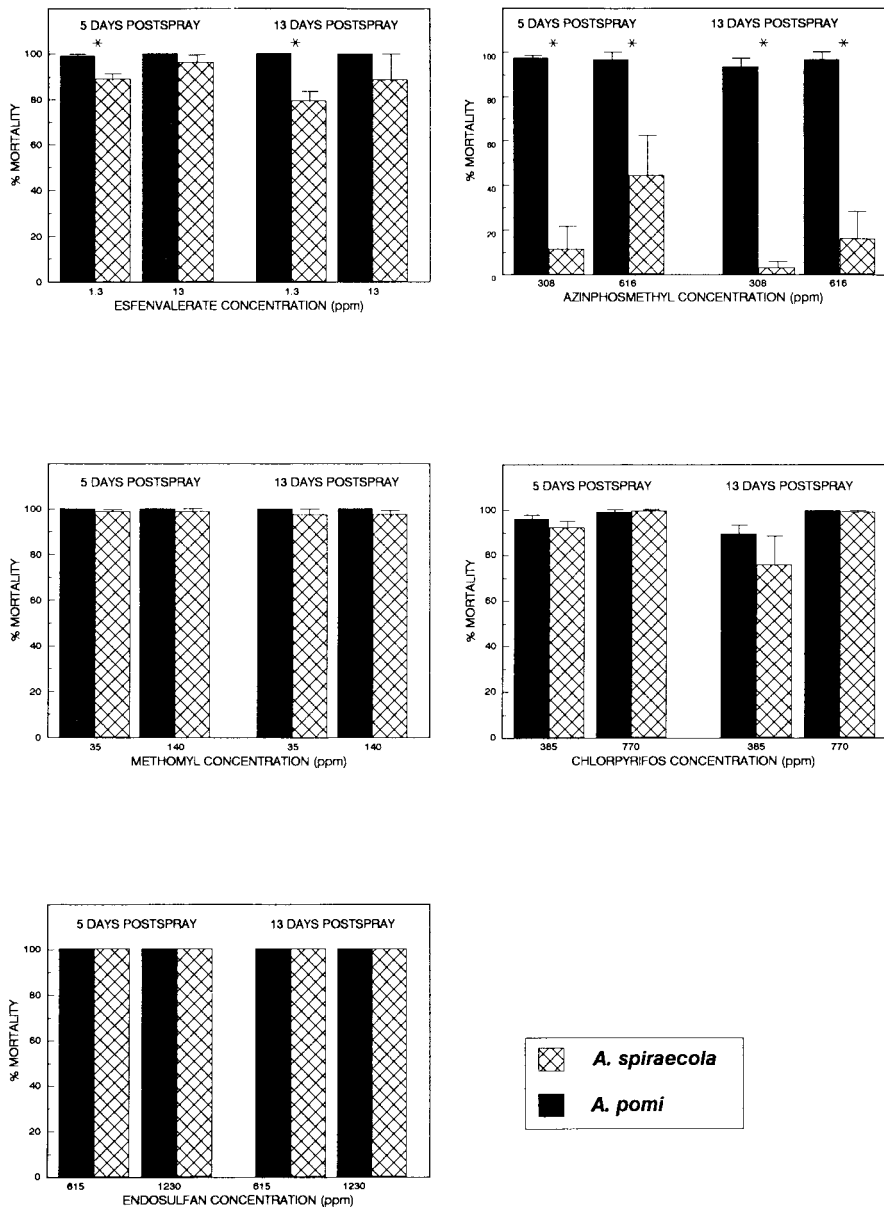 5 DAYS POSTSPRAY 13 DAYS POSTSPRAY
* *
100
80
60
40
20
0
% MORTALITY
1.3 13 1.3 13
ESFENVALERATE CONCENTRATION (ppm)
5 DAYS POSTSPRAY 13 DAYS POSTSPRAY
* * * *
100
80
60
40
20
0
% MORTALITY
308 616 308 616
AZINPHOSMETHYL CONCENTRATION (ppm)
5 DAYS POSTSPRAY 13 DAYS POSTSPRAY
100
80
60
40
20
0
% MORTALITY
35 140 35 140
METHOMYL CONCENTRATION (ppm)
5 DAYS POSTSPRAY 13 DAYS POSTSPRAY
100
80
60
40
20
0
% MORTALITY
385 770 385 770
CHLORPYRIFOS CONCENTRATION (ppm)
5 DAYS POSTSPRAY 13 DAYS POSTSPRAY
100
80
60
40
20
0
% MORTALITY
615 1230 615 1230
ENDOSULFAN CONCENTRATION (ppm)
A. spiraecola
A. pomi